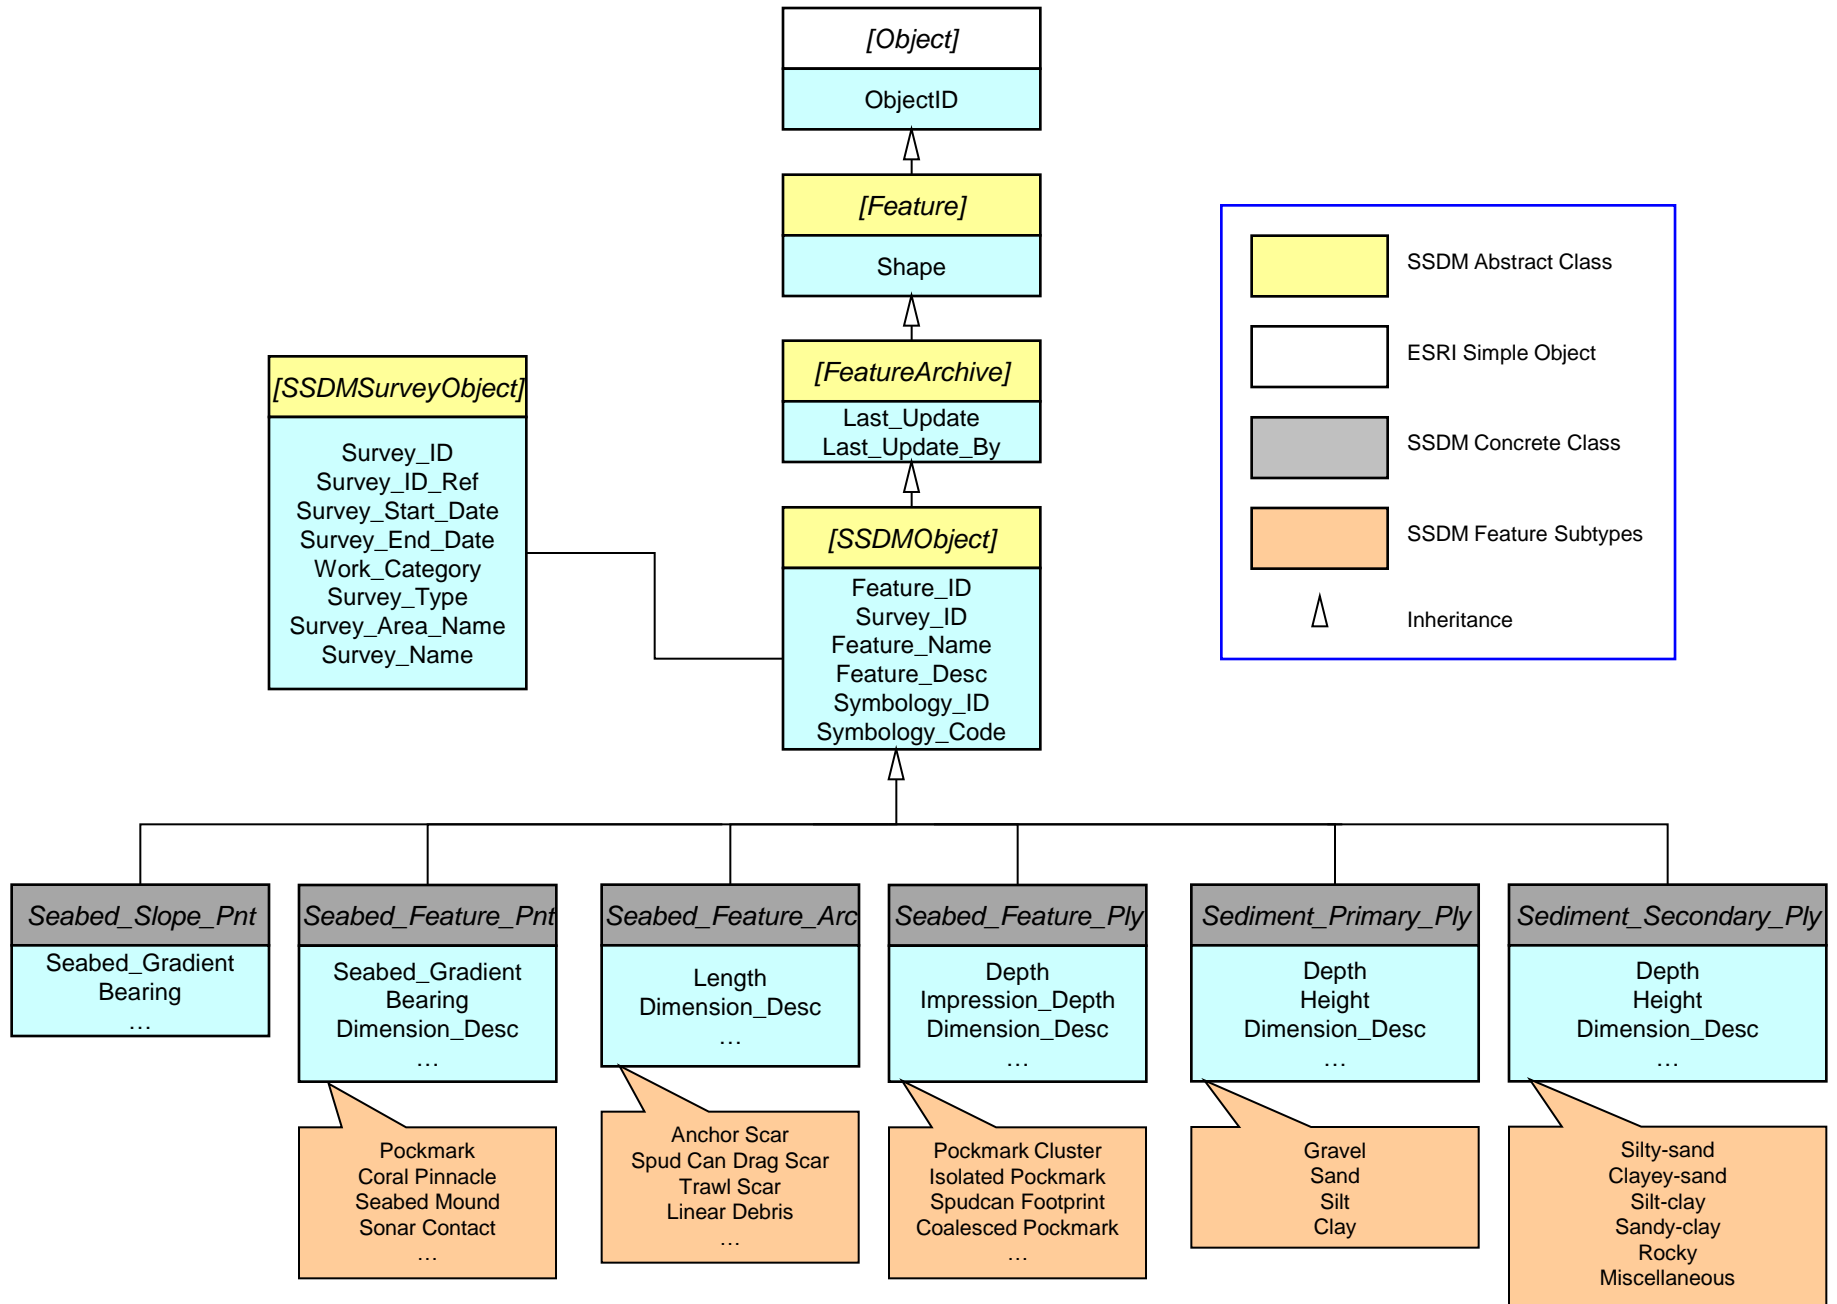 [Object]
ObjectID
[Feature]
Shape
[FeatureArchive]
Last_Update
Last_Update_By
[SSDMSurveyObject]
Survey_ID
Survey_ID_Ref
Survey_Start_Date
Survey_End_Date
Work_Category
Survey_Type
Survey_Area_Name
Survey_Name
[SSDMObject]
Feature_ID
Survey_ID
Feature_Name
Feature_Desc
Symbology_ID
Symbology_Code
SSDM Abstract Class
ESRI Simple Object
SSDM Concrete Class
SSDM Feature Subtypes
Inheritance
Seabed_Slope_Pnt
Seabed_Gradient
Bearing
…
Seabed_Feature_Pnt
Seabed_Gradient
Bearing
Dimension_Desc
…
Pockmark
Coral Pinnacle
Seabed Mound
Sonar Contact
…
Seabed_Feature_Arc
Length
Dimension_Desc
…
Anchor Scar
Spud Can Drag Scar
Trawl Scar
Linear Debris
…
Seabed_Feature_Ply
Depth
Impression_Depth
Dimension_Desc
…
Pockmark Cluster
Isolated Pockmark
Spudcan Footprint
Coalesced Pockmark
…
Sediment_Primary_Ply
Depth
Height
Dimension_Desc
…
Gravel
Sand
Silt
Clay
Sediment_Secondary_Ply
Depth
Height
Dimension_Desc
…
Silty-sand
Clayey-sand
Silt-clay
Sandy-clay
Rocky
Miscellaneous